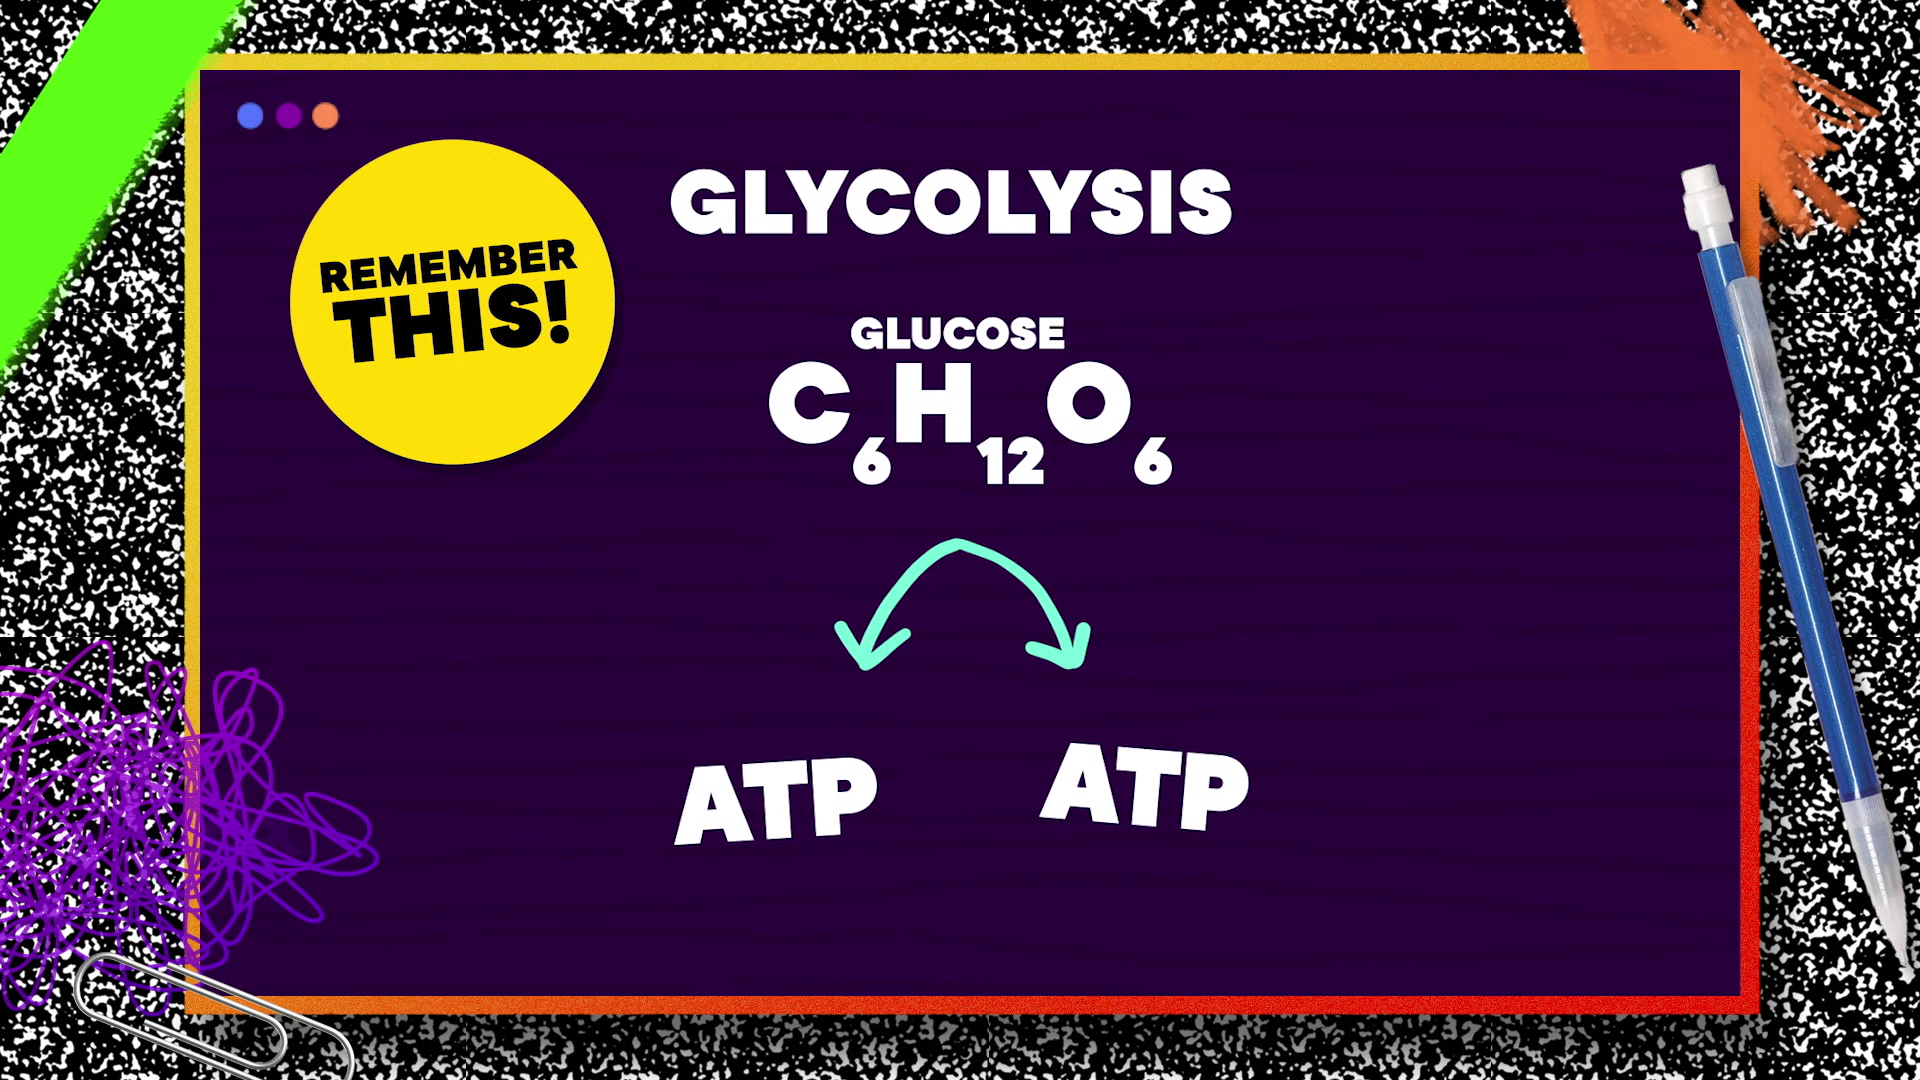 REMEMBER
THIS!
GLYCOLYSIS
GLUCOSE
C6H12O6
ATP ATP